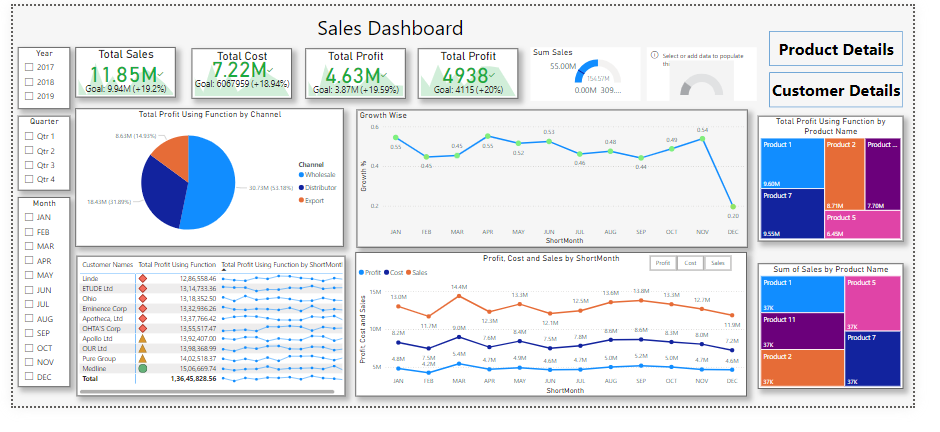 Sales Dashboard
Year
2017
2018
2019
Total Sales
11.85M
Goal: 9.94M (+19.2%)
Total Cost
7.22M
Goal: 6067959 (+18.94%)
Total Profit
4.63M
Goal: 3.87M (+19.59%)
Total Profit
4938
Goal: 4115 (+20%)
Sum Sales
55.00M
15457M
0.00M 309....
Select or add data to populate
Product Details
Customer Details
Quarter
Qtr 1
Qtr 2
Qtr 3
Qtr 4
Month
JAN
FEB
MAR
APR
MAY
JUN
JUL
AUG
SEP
OCT
NOV
DEC
Total Profit Using Function by Channel
8.63M (14.93%)
18.43M (31.89%)
30.73M (53.18%)
Channel
Wholesale
Distributor
Export
Growth Wise
Growth %
0.6
0.4
0.2
0.55
0.45
0.45
0.55
0.52
0.53
0.46
0.48
0.44
0.49
0.54
0.20
JAN FEB MAR APR MAY JUN JUL AUG SEP OCT NOV DEC
ShortMonth
Total Profit Using Function by
Product Name
Product 1
9.60M
Product 7
9.55M
Product 2
8.71M
Product ...
7.70M
Product 5
6.45M
Customer Names Total Profit Using Function Total Profit Using Function by ShortMont
Linde 12,86,558.46
ETUDE Ltd 13,14,733.36
Ohio 13,18,352.50
Eminence Corp 13,32,936.26
Apotheca, Ltd 13,37,766.42
OHTA'S Corp 13,55,517.47
Apollo Ltd 13,92,407.00
OUR Ltd 13,98,368.99
Pure Group 14,02,518.37
Medline 15,06,669.74
Total 1,36,45,828.56
Profit, Cost and Sales by ShortMonth
Profit Cost Sales
Profit Cost Sales
Profit, Cost and Sales
15M
10M
5M
13.0M 11.7M 14.4M 12.3M 13.3M 12.1M 12.5M 13.6M 13.8M 13.3M 12.7M 11.9M
8.2M 7.5M 9.0M 7.6M 8.4M 7.5M 7.8M 8.6M 8.6M 8.3M 8.0M 7.2M
4.8M 4.2M 5.4M 4.7M 4.9M 4.6M 4.7M 5.0M 5.2M 5.0M 4.7M 4.6M
JAN FEB MAR APR MAY JUN JUL AUG SEP OCT NOV DEC
ShortMonth
Sum of Sales by Product Name
Product 1
37K
Product 11
37K
Product 2
37K
Product 5
37K
Product 7
37K